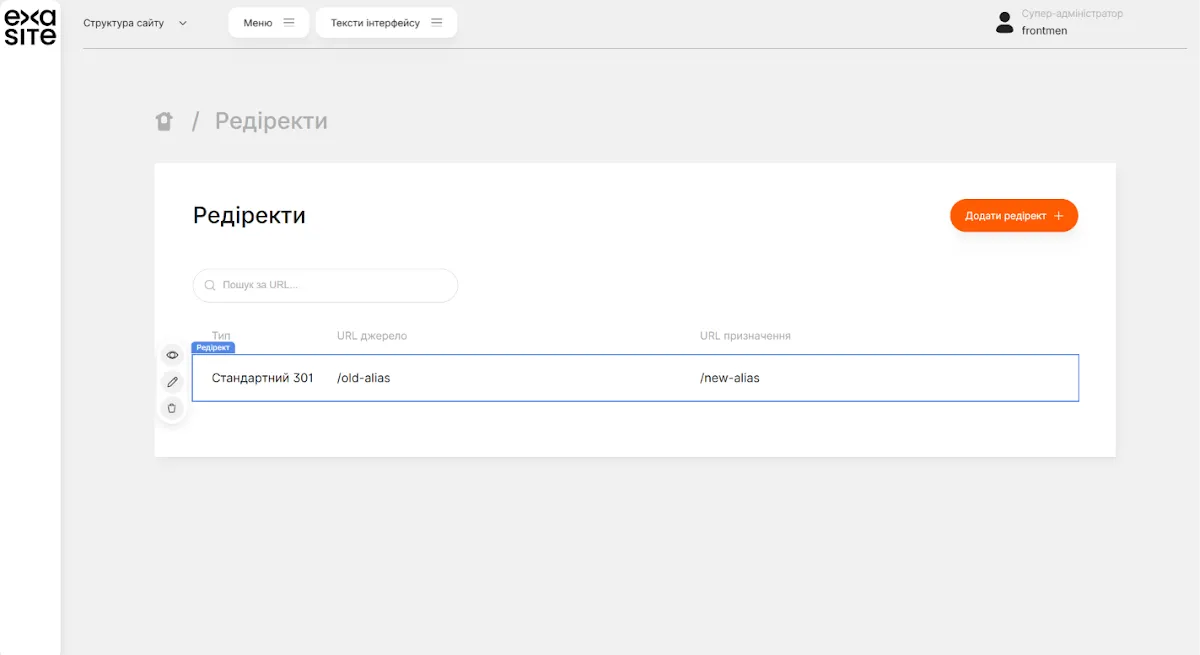 exa
SITE
Структура сайту
Меню
Тексти інтерфейсу
Супер-адміністратор
frontmen
/ Редіректи
Редіректи
Додати редірект +
Пошук за URL...
Тип URL джерело URL призначення
Редірект
Стандартний 301 /old-alias /new-alias